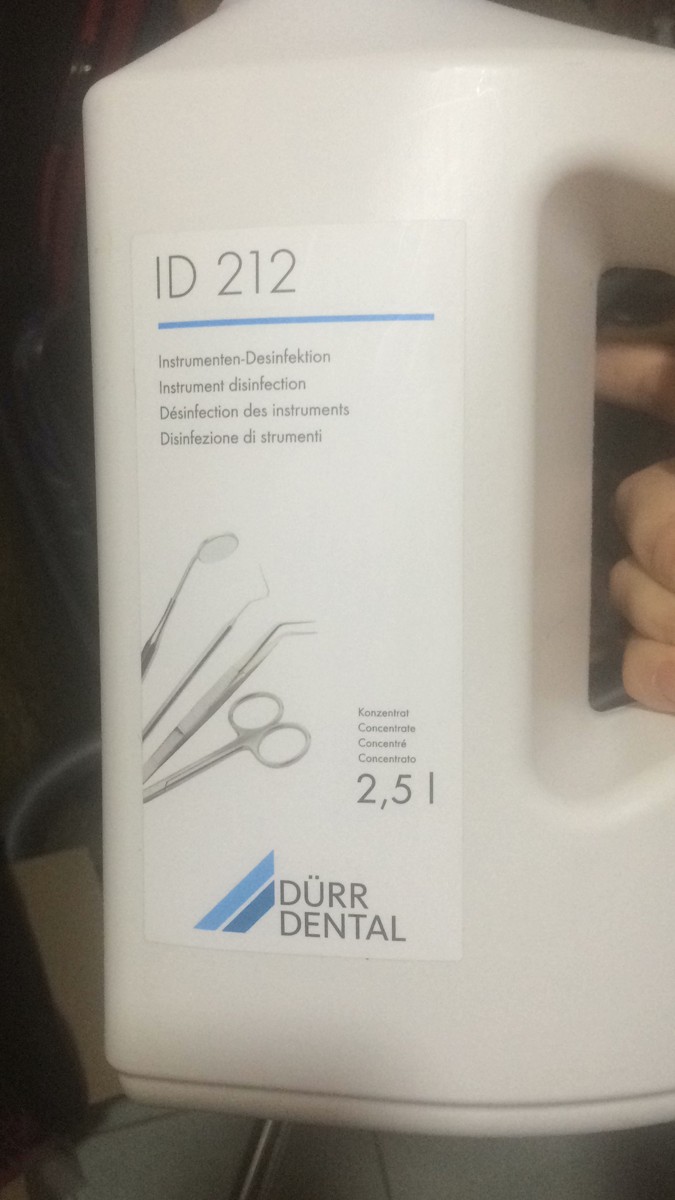 ID 212
Instrumenten-Desinfektion
Instrument disinfection
Désinfection des instruments
Disinfezione di strumenti
Konzentrat
Concentrate
Concentré
Concentrato
2,5 l
DÜRR
DENTAL